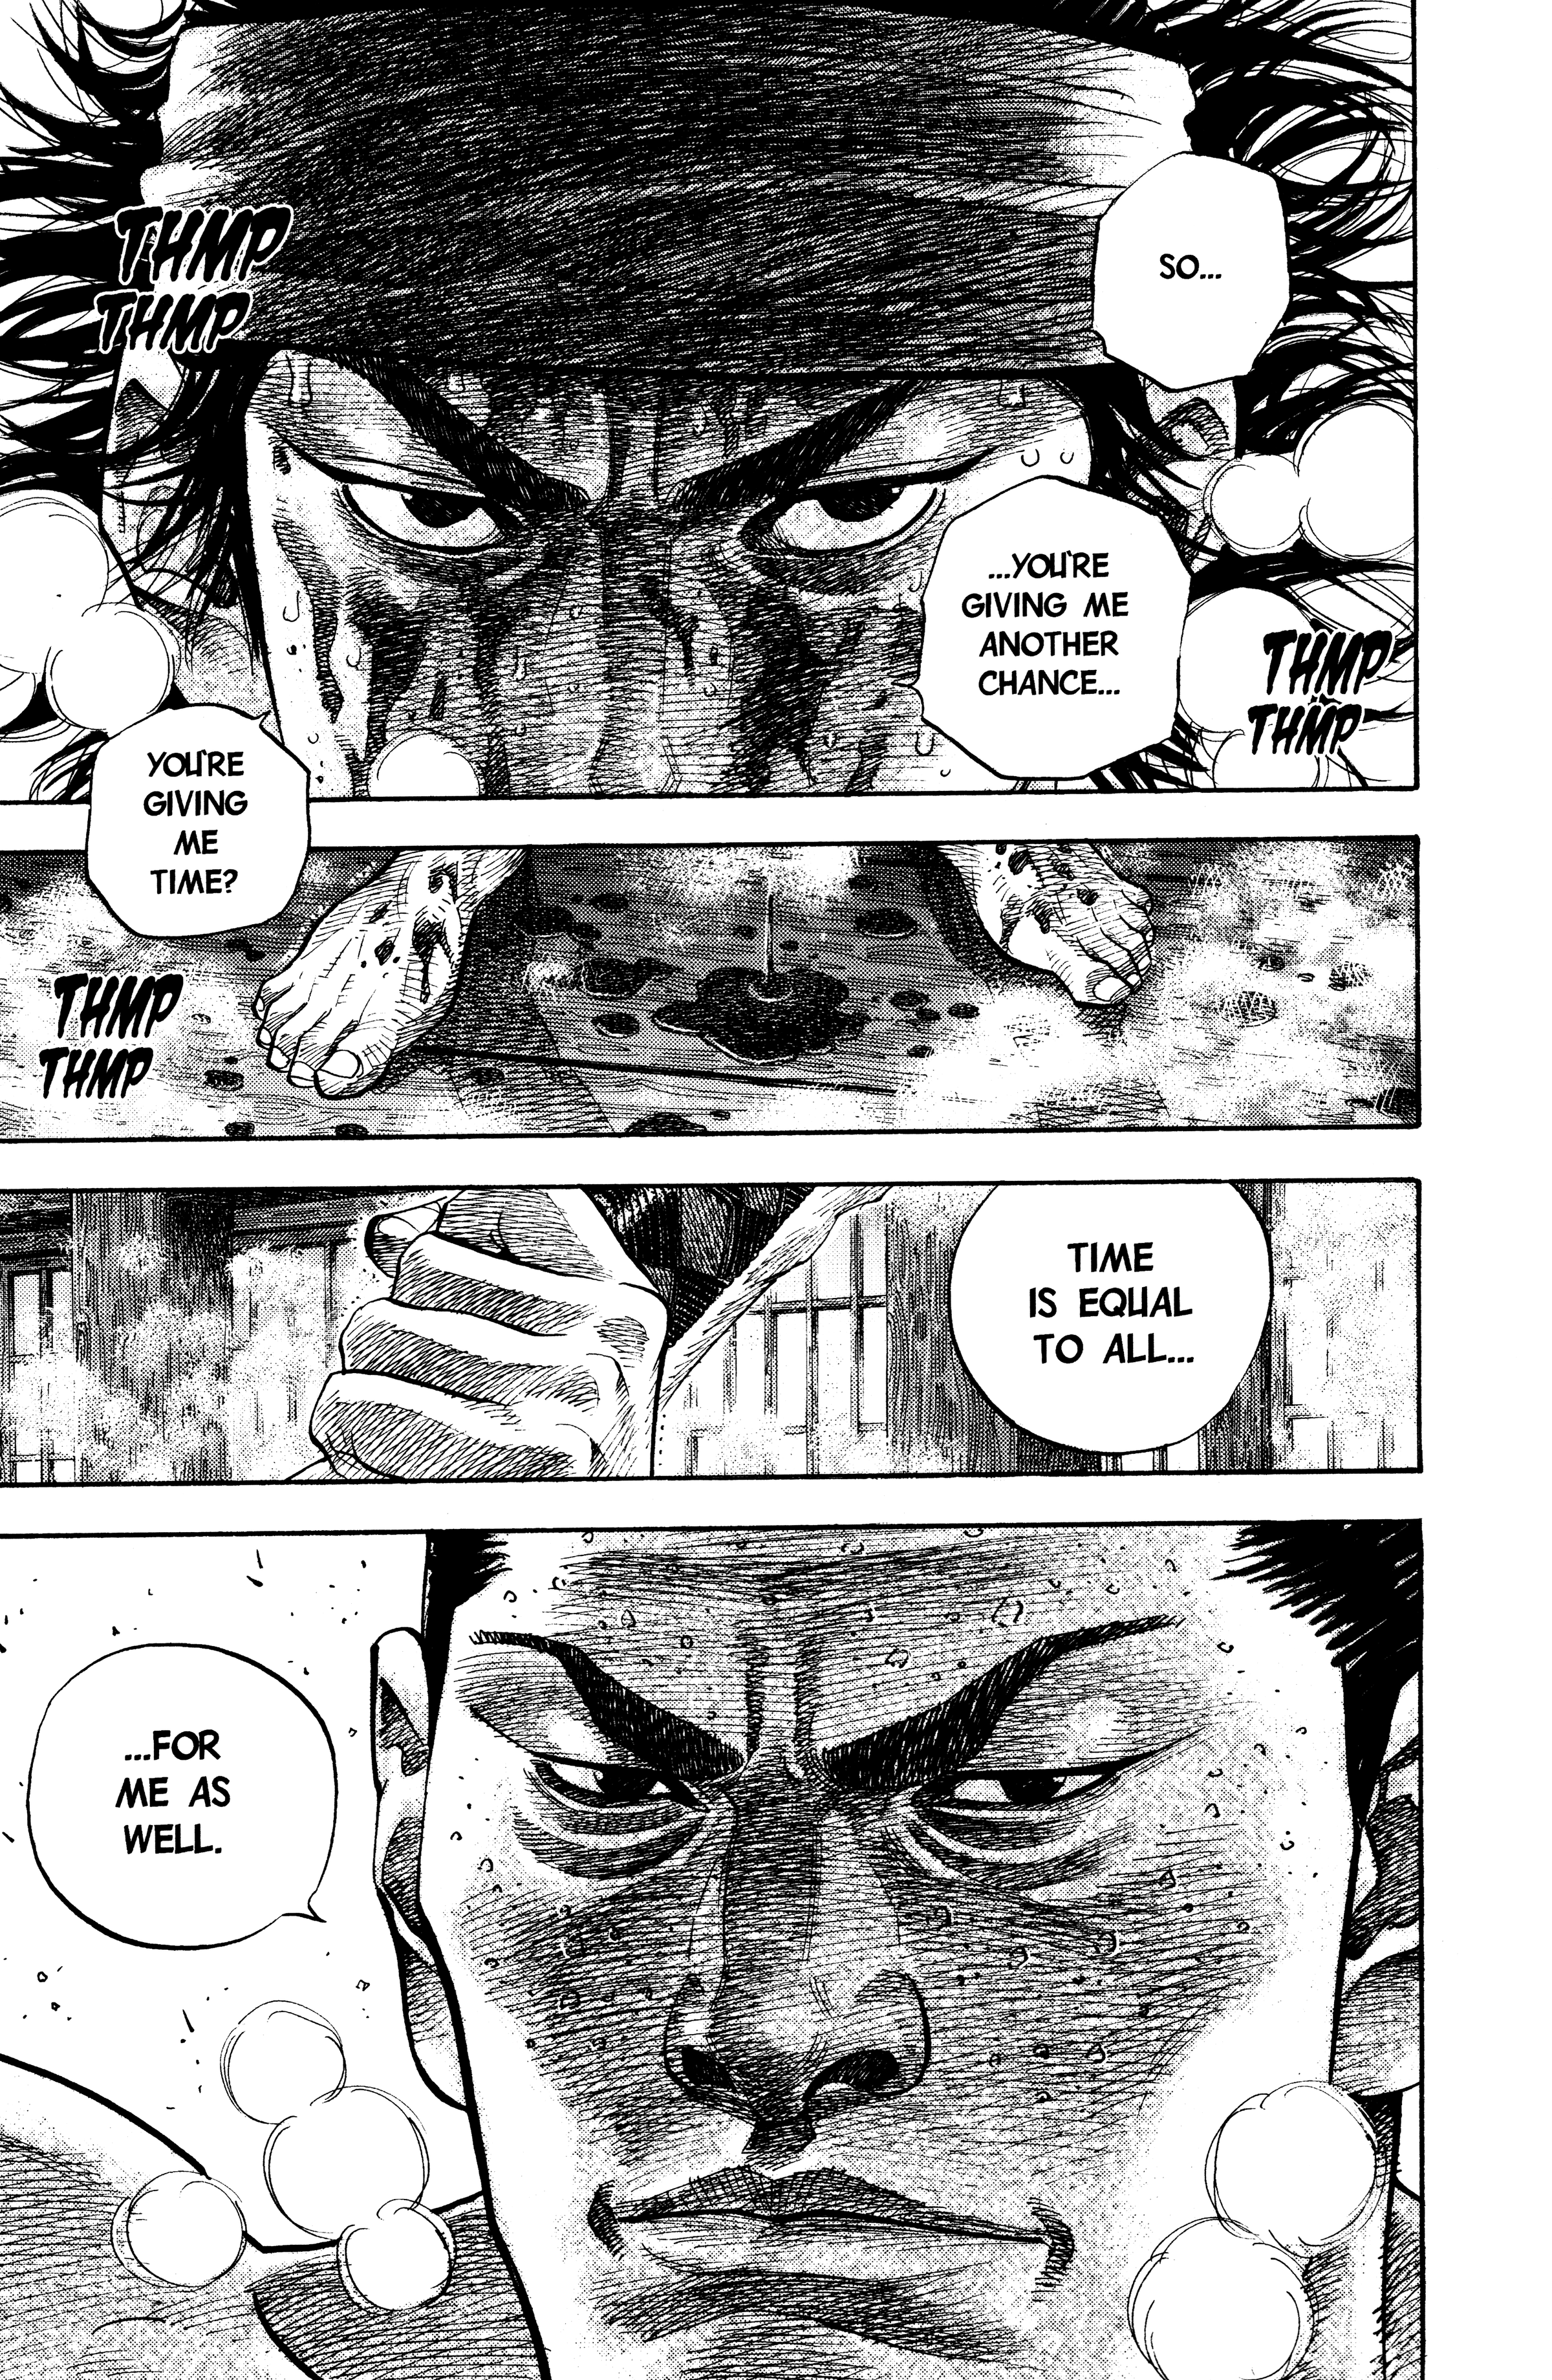 SO...
...YOU'RE
GIVING ME
ANOTHER
CHANCE...
THMP
THMP
THMP
THMP
YOU'RE
GIVING
ME
TIME?
THMP
THMP
TIME
IS EQUAL
TO ALL...
...FOR
ME AS
WELL.